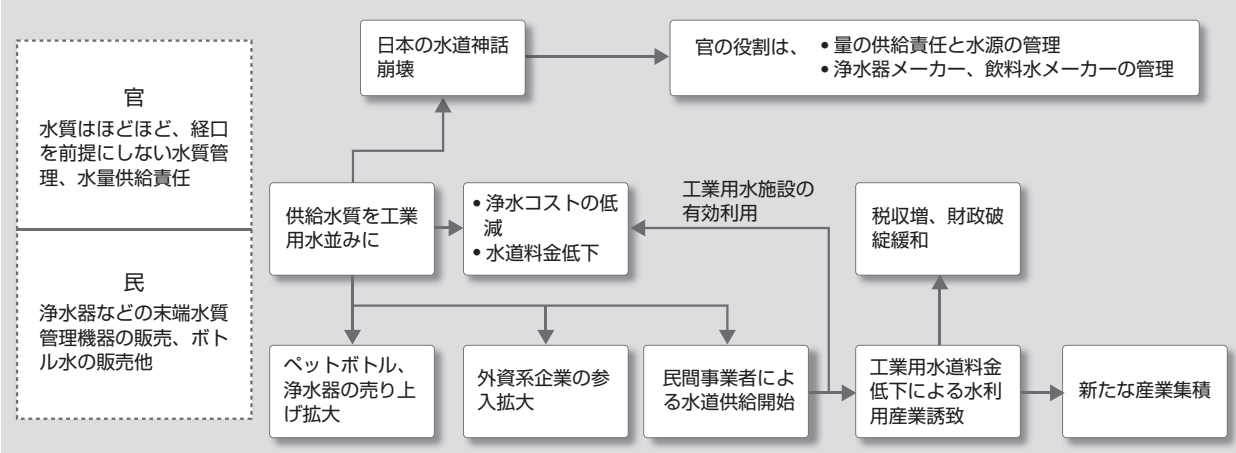 官
水質はほどほど、経口
を前提にしない水質管
理、水量供給責任
民
浄水器などの末端水質
管理機器の販売、ボト
ル水の販売他
日本の水道神話
崩壊
官の役割は、 • 量の供給責任と水源の管理
• 浄水器メーカー、飲料水メーカーの管理
供給水質を工業
用水並みに
• 浄水コストの低
減
• 水道料金低下
工業用水施設の
有効利用
税収増、財政破
綻緩和
ペットボトル、
浄水器の売り上
げ拡大
外資系企業の参
入拡大
民間事業者によ
る水道供給開始
工業用水道料金
低下による水利
用産業誘致
新たな産業集積